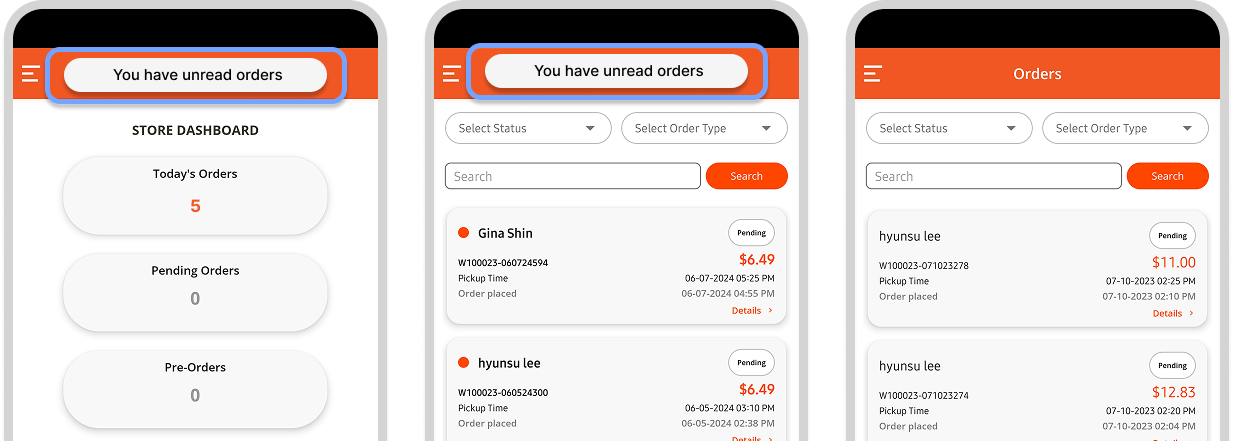 You have unread orders
STORE DASHBOARD
Today's Orders
5
Pending Orders
0
Pre-Orders
0
You have unread orders
Select Status
Select Order Type
Search
Search
Gina Shin
Pending
W100023-060724594
$6.49
Pickup Time
06-07-2024 05:25 PM
Order placed
06-07-2024 04:55 PM
Details >
hyunsu lee
Pending
W100023-060524300
$6.49
Pickup Time
06-05-2024 03:10 PM
Order placed
06-05-2024 02:38 PM
Details
Orders
Select Status
Select Order Type
Search
Search
hyunsu lee
Pending
W100023-071023278
$11.00
Pickup Time
07-10-2023 02:25 PM
Order placed
07-10-2023 02:10 PM
Details >
hyunsu lee
Pending
W100023-071023274
$12.83
Pickup Time
07-10-2023 02:20 PM
Order placed
07-10-2023 02:04 PM